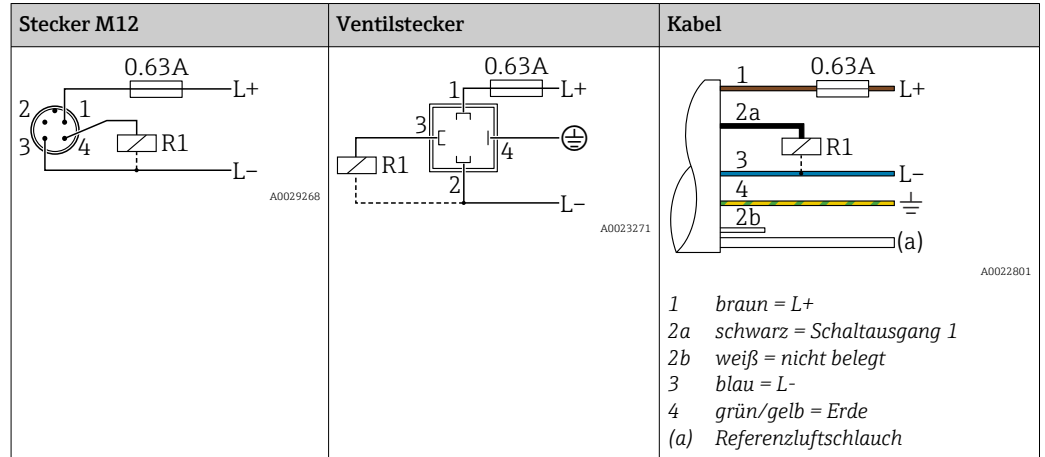 Stecker M12
Ventilstecker
Kabel
0.63A
L+
2
1
3
4
R1
L–
A0029268
0.63A
1
L+
3
4
R1
2
L–
A0023271
1
0.63A
L+
2a
R1
3
L–
4
2b
(a)
A0022801
1 braun = L+
2a schwarz = Schaltausgang 1
2b weiß = nicht belegt
3 blau = L-
4 grün/gelb = Erde
(a) Referenzluftschlauch